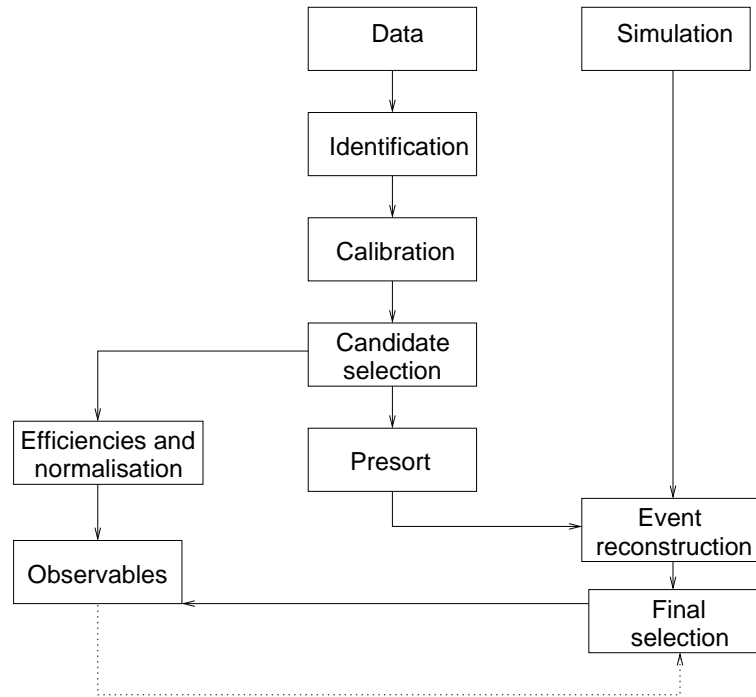 Data
Simulation
Identification
Calibration
Candidate
selection
Efficiencies and
normalisation
Presort
Event
reconstruction
Observables
Final
selection